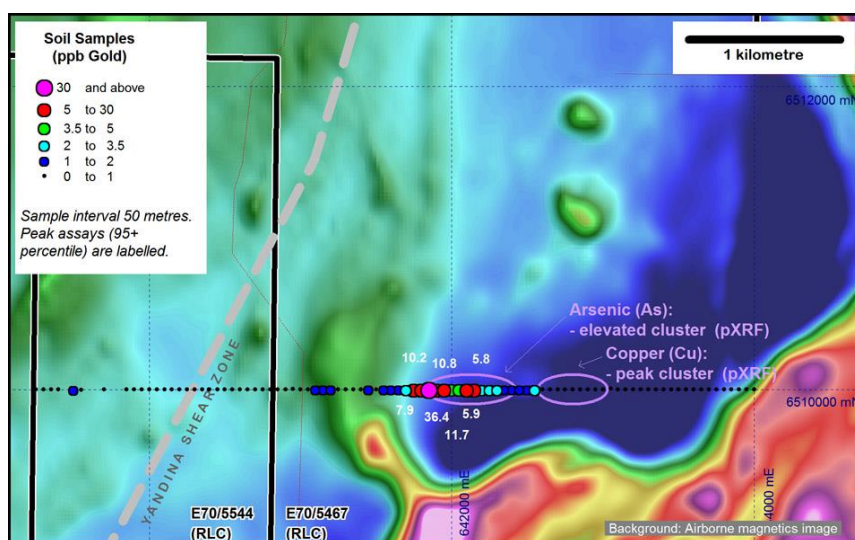 Soil Samples
(ppb Gold)
30 and above
5 to 30
3.5 to 5
2 to 3.5
1 to 2
0 to 1
Sample interval 50 metres.
Peak assays (95+
percentile) are labelled.
1 kilometre
6512000 mN
Arsenic (As):
- elevated cluster (pXRF)
Copper (Cu):
- peak cluster (pXRF)
10.2
10.8
5.8
7.9
36.4
5.9
11.7
6510000 mN
YANDINA SHEAR ZONE
E70/5544
(RLC)
E70/5467
(RLC)
642000 mE
4000 mE
Background: Airborne magnetics image